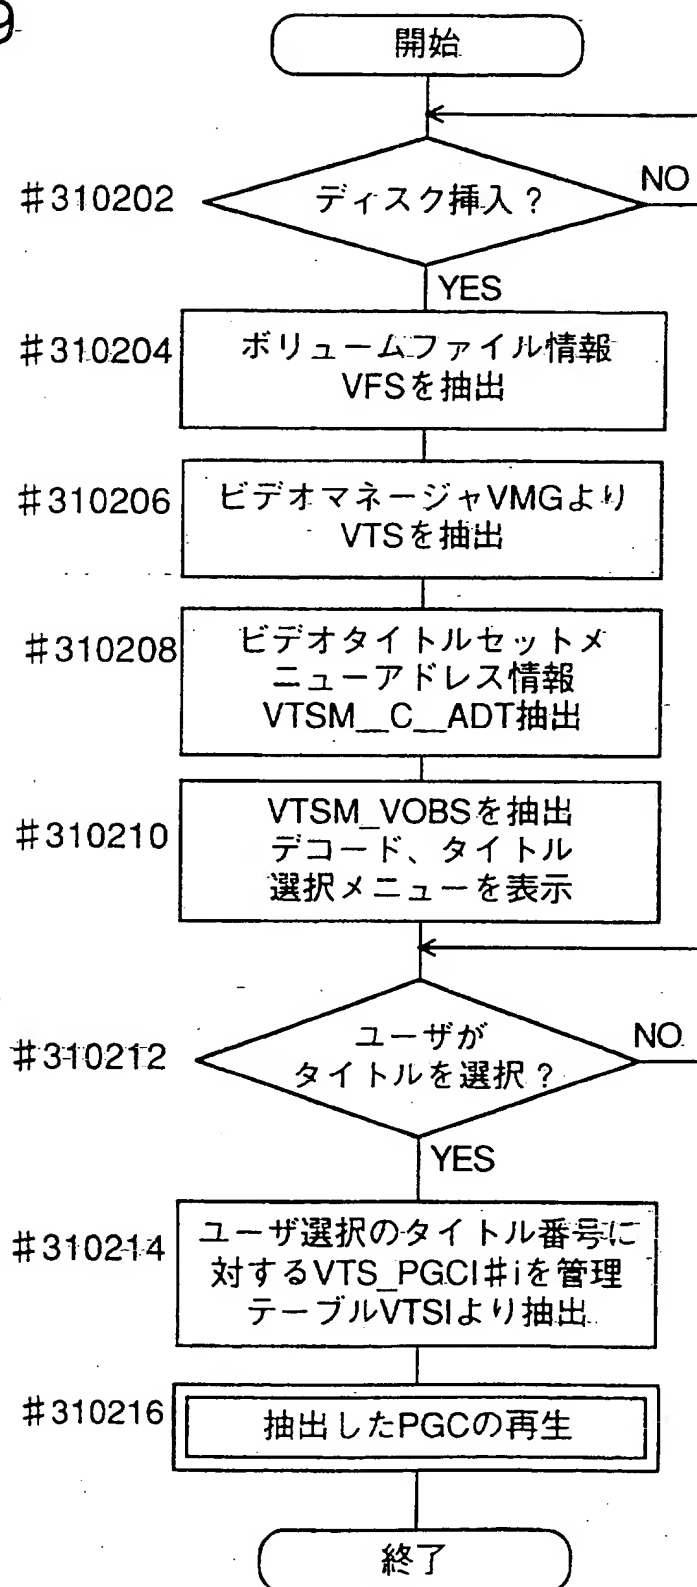 9
開始
#310202
ディスク挿入?
NO
YES
#310204
ボリュームファイル情報
VFSを抽出
#310206
ビデオマネージャVMGより
VTSを抽出
#310208
ビデオタイトルセットメ
ニューアドレス情報
VTSM__C__ADT抽出
#310210
VTSM_VOBSを抽出
デコード、タイトル
選択メニューを表示
#310212
ユーザが
タイトルを選択?
NO
YES
#310214
ユーザ選択のタイトル番号に
対するVTS_PGCI#iを管理
テーブルVTSIより抽出
#310216
抽出したPGCの再生
終了